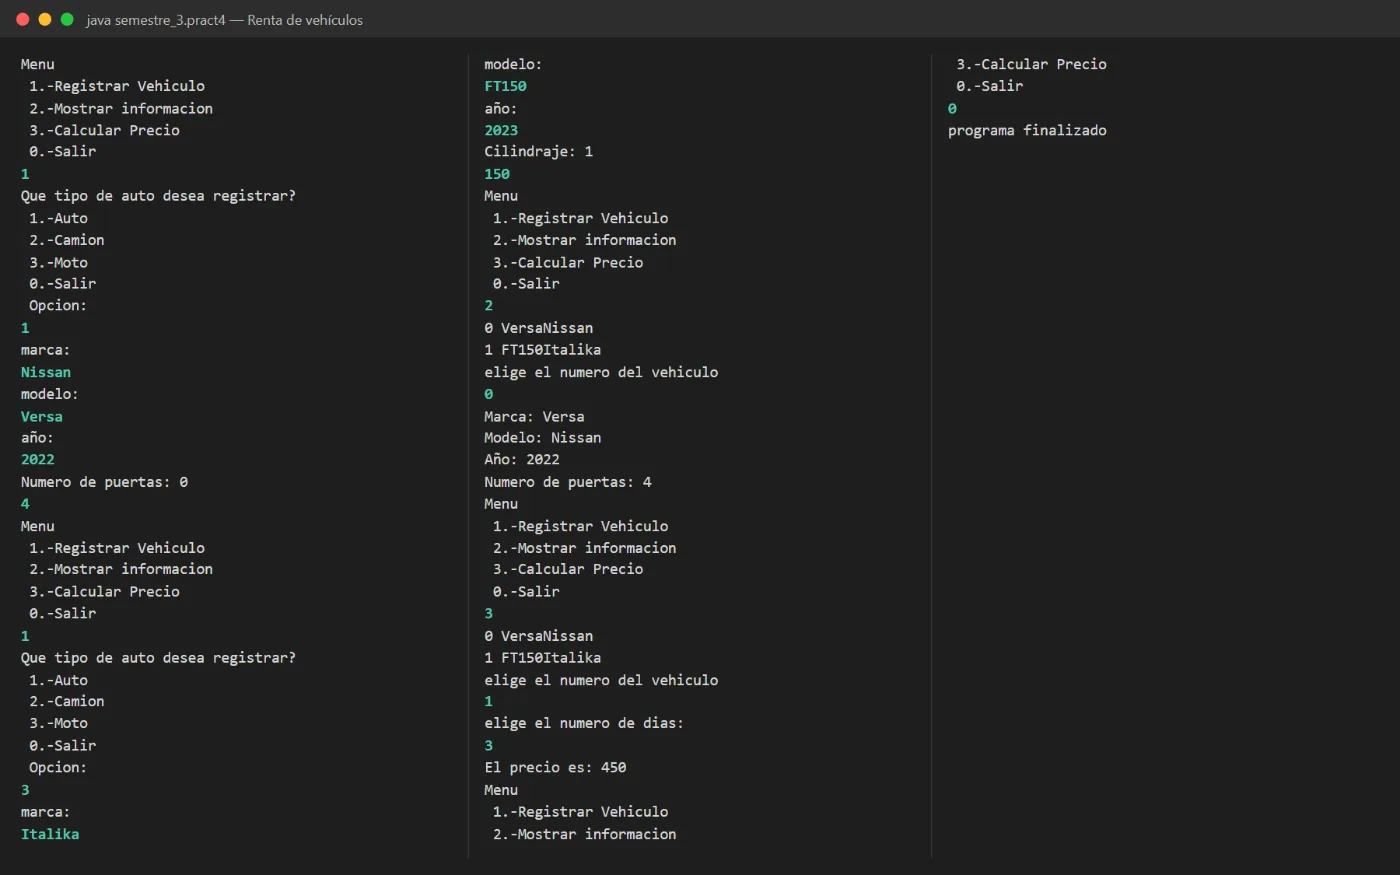 java semestre_3.pract4 — Renta de vehículos
Menu
1.-Registrar Vehiculo
2.-Mostrar informacion
3.-Calcular Precio
0.-Salir
1
Que tipo de auto desea registrar?
1.-Auto
2.-Camion
3.-Moto
0.-Salir
Opcion:
1
marca:
Nissan
modelo:
Versa
año:
2022
Numero de puertas: 0
4
Menu
1.-Registrar Vehiculo
2.-Mostrar informacion
3.-Calcular Precio
0.-Salir
1
Que tipo de auto desea registrar?
1.-Auto
2.-Camion
3.-Moto
0.-Salir
Opcion:
3
marca:
Italika
modelo:
FT150
año:
2023
Cilindraje: 1
150
Menu
1.-Registrar Vehiculo
2.-Mostrar informacion
3.-Calcular Precio
0.-Salir
2
0 VersaNissan
1 FT150Italika
elige el numero del vehiculo
0
Marca: Versa
Modelo: Nissan
Año: 2022
Numero de puertas: 4
Menu
1.-Registrar Vehiculo
2.-Mostrar informacion
3.-Calcular Precio
0.-Salir
3
0 VersaNissan
1 FT150Italika
elige el numero del vehiculo
1
elige el numero de dias:
3
El precio es: 450
Menu
1.-Registrar Vehiculo
2.-Mostrar informacion
3.-Calcular Precio
0.-Salir
0
programa finalizado